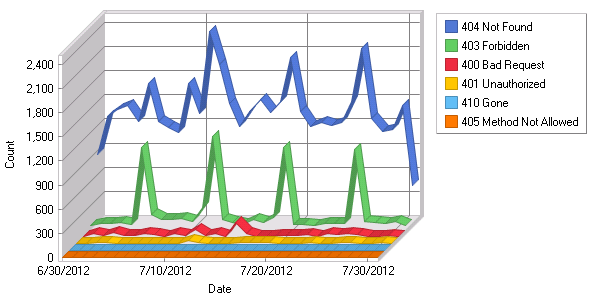 404 Not Found
403 Forbidden
400 Bad Request
401 Unauthorized
410 Gone
405 Method Not Allowed
Count
2,400
2,100
1,800
1,500
1,200
900
600
300
0
6/30/2012 7/10/2012 7/20/2012 7/30/2012
Date